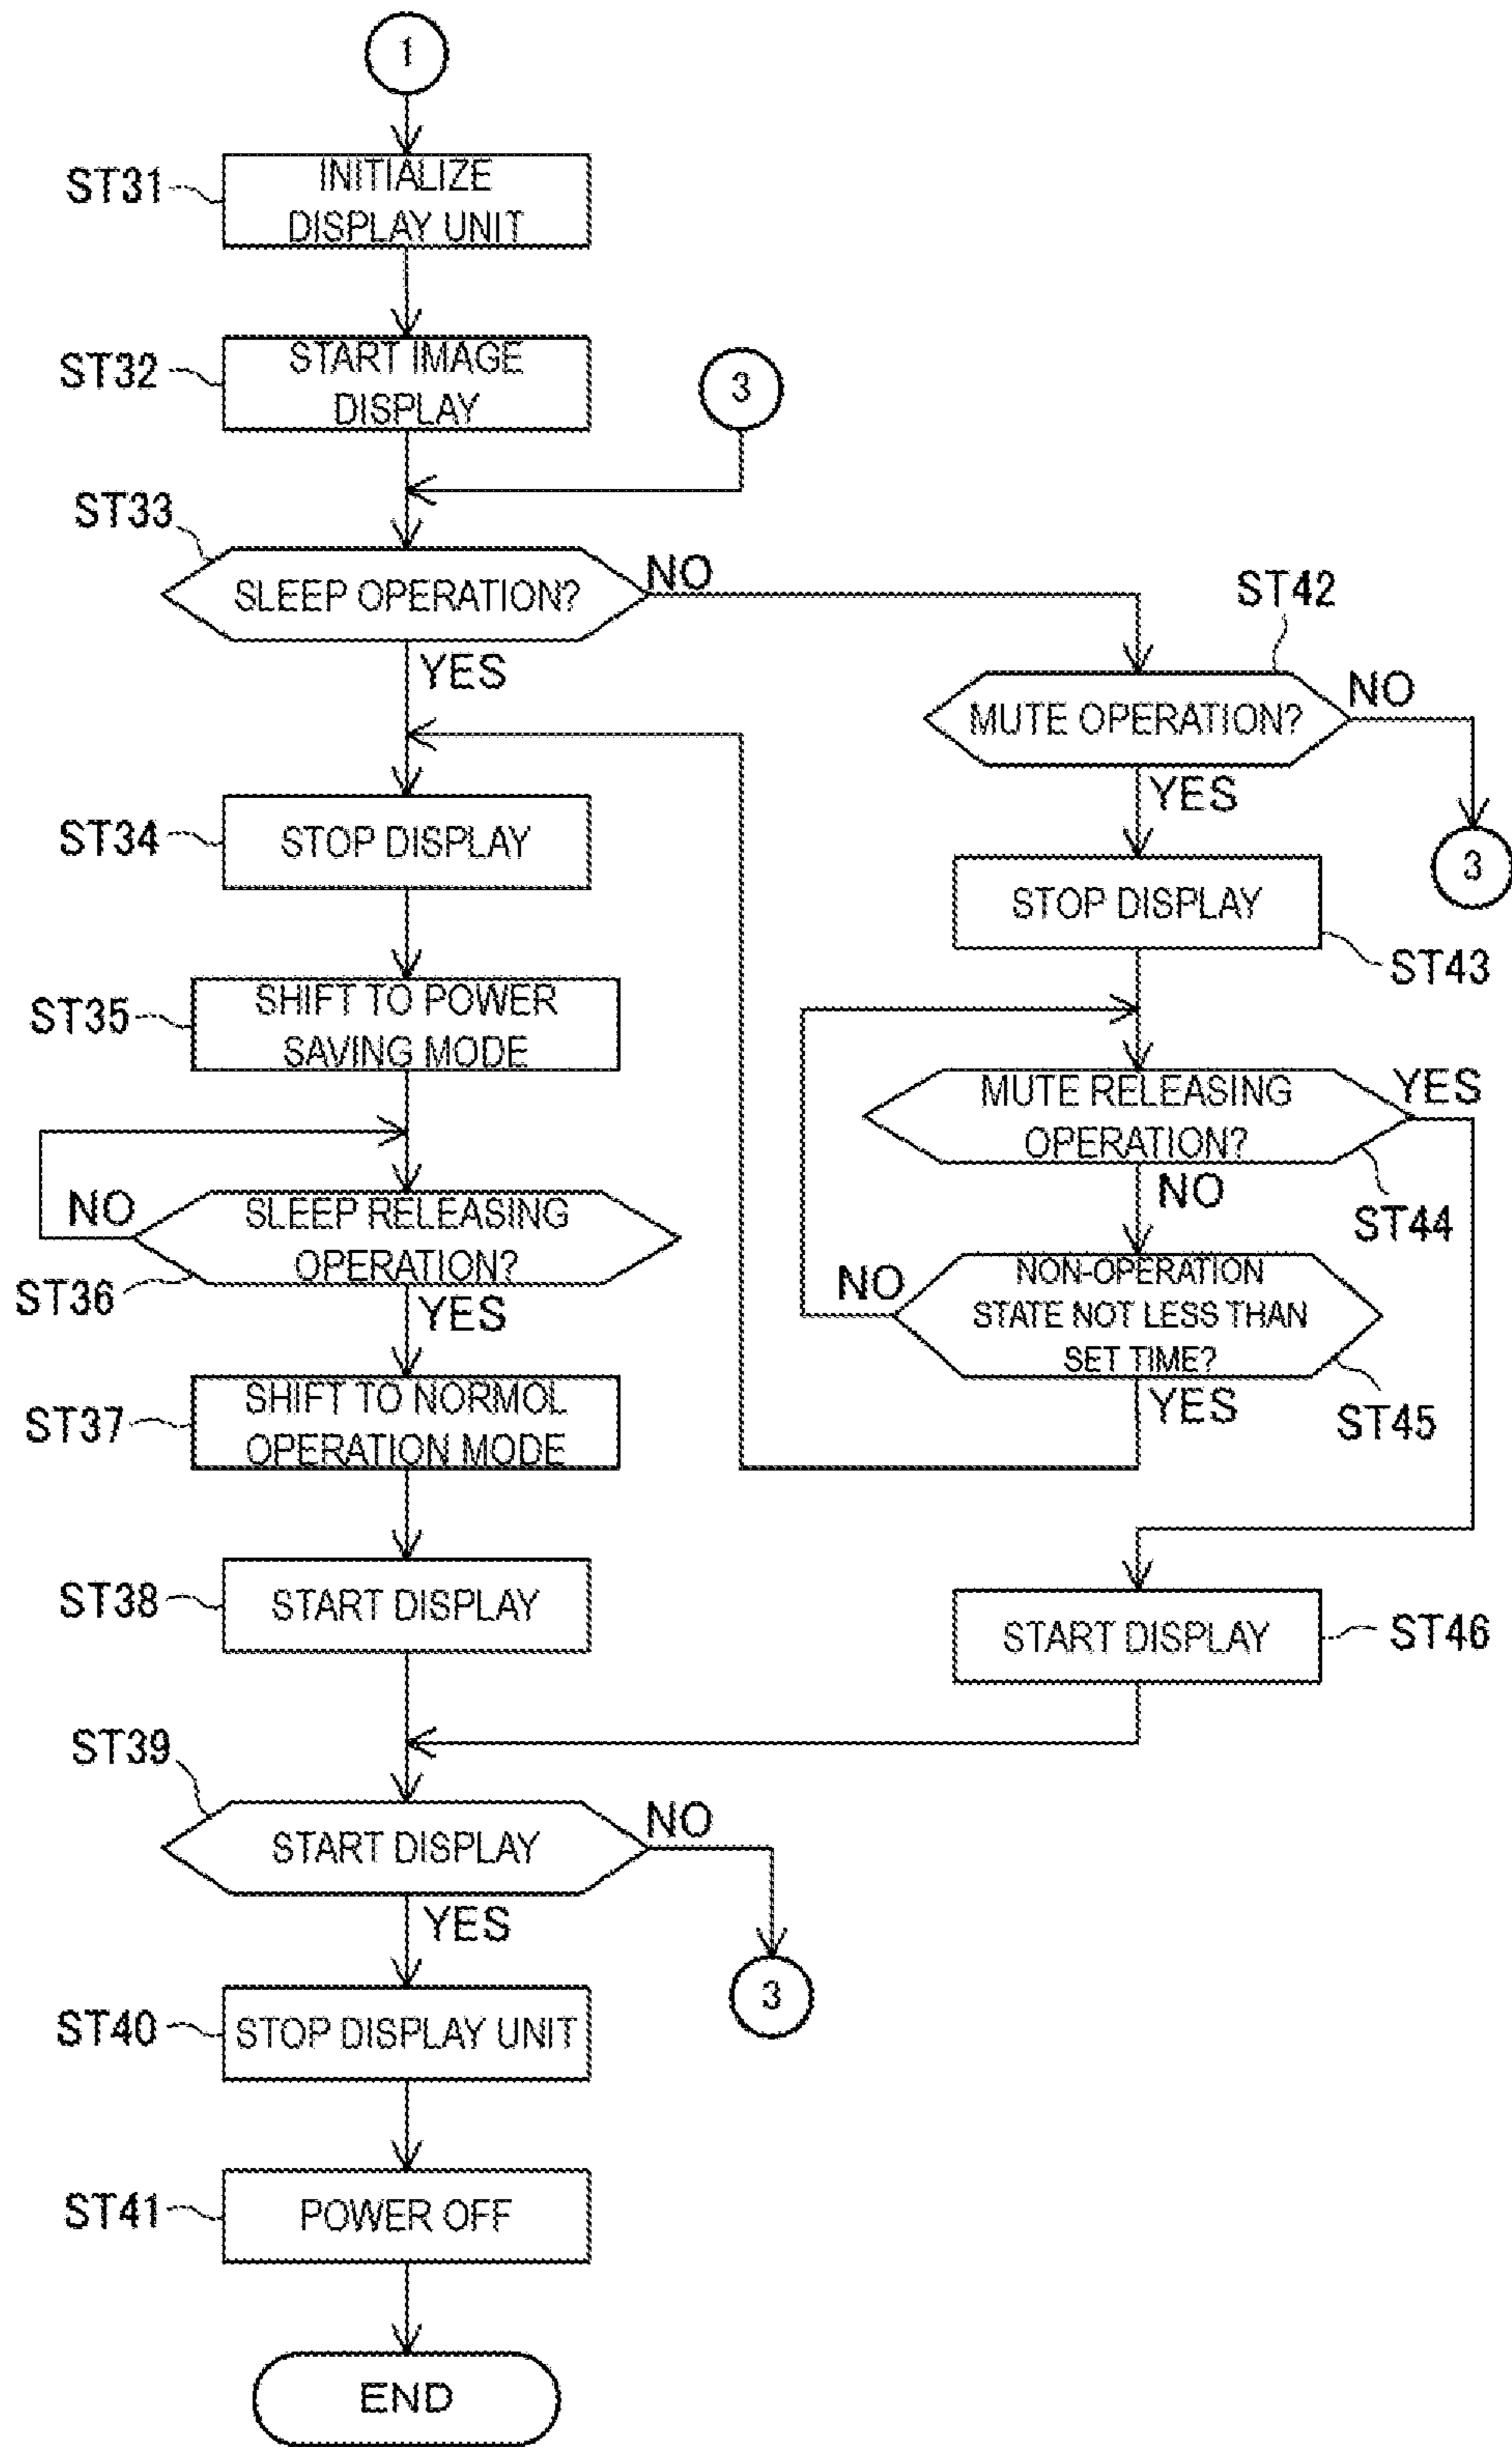 1
ST31
INITIALIZE
DISPLAY UNIT
ST32
START IMAGE
DISPLAY
3
ST33
SLEEP OPERATION?
NO
YES
ST42
MUTE OPERATION?
NO
YES
3
ST34
STOP DISPLAY
STOP DISPLAY
ST43
ST35
SHIFT TO POWER
SAVING MODE
MUTE RELEASING
OPERATION?
YES
NO
ST44
NO
SLEEP RELEASING
OPERATION?
ST36
YES
NO
NON-OPERATION
STATE NOT LESS THAN
SET TIME?
YES
ST45
ST37
SHIFT TO NORMOL
OPERATION MODE
ST38
START DISPLAY
START DISPLAY
ST46
ST39
START DISPLAY
NO
YES
3
ST40
STOP DISPLAY UNIT
ST41
POWER OFF
END